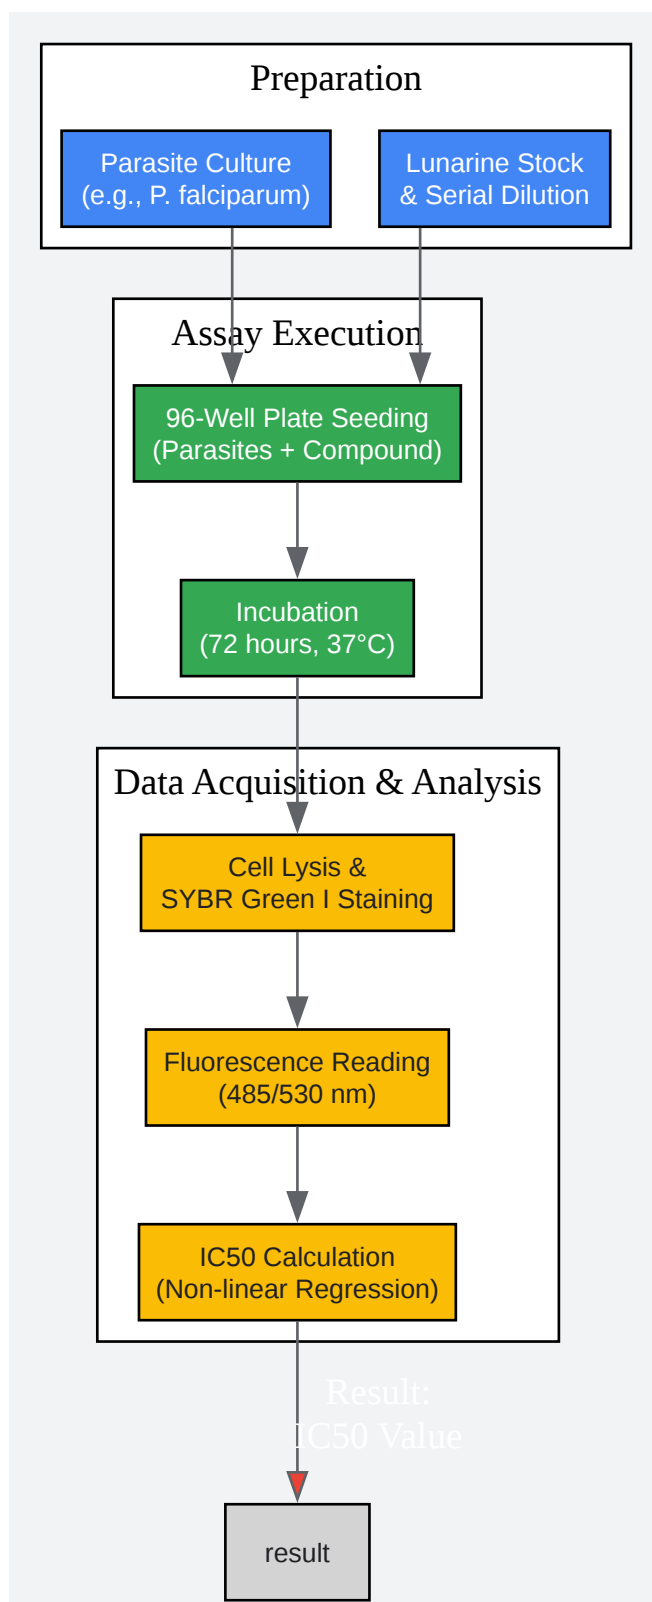 Preparation
Parasite Culture
(e.g., P. falciparum)
Lunarine Stock
& Serial Dilution
Assay Execution
96-Well Plate Seeding
(Parasites + Compound)
Incubation
(72 hours, 37°C)
Data Acquisition & Analysis
Cell Lysis &
SYBR Green I Staining
Fluorescence Reading
(485/530 nm)
IC50 Calculation
(Non-linear Regression)
Result:
IC50 Value
result